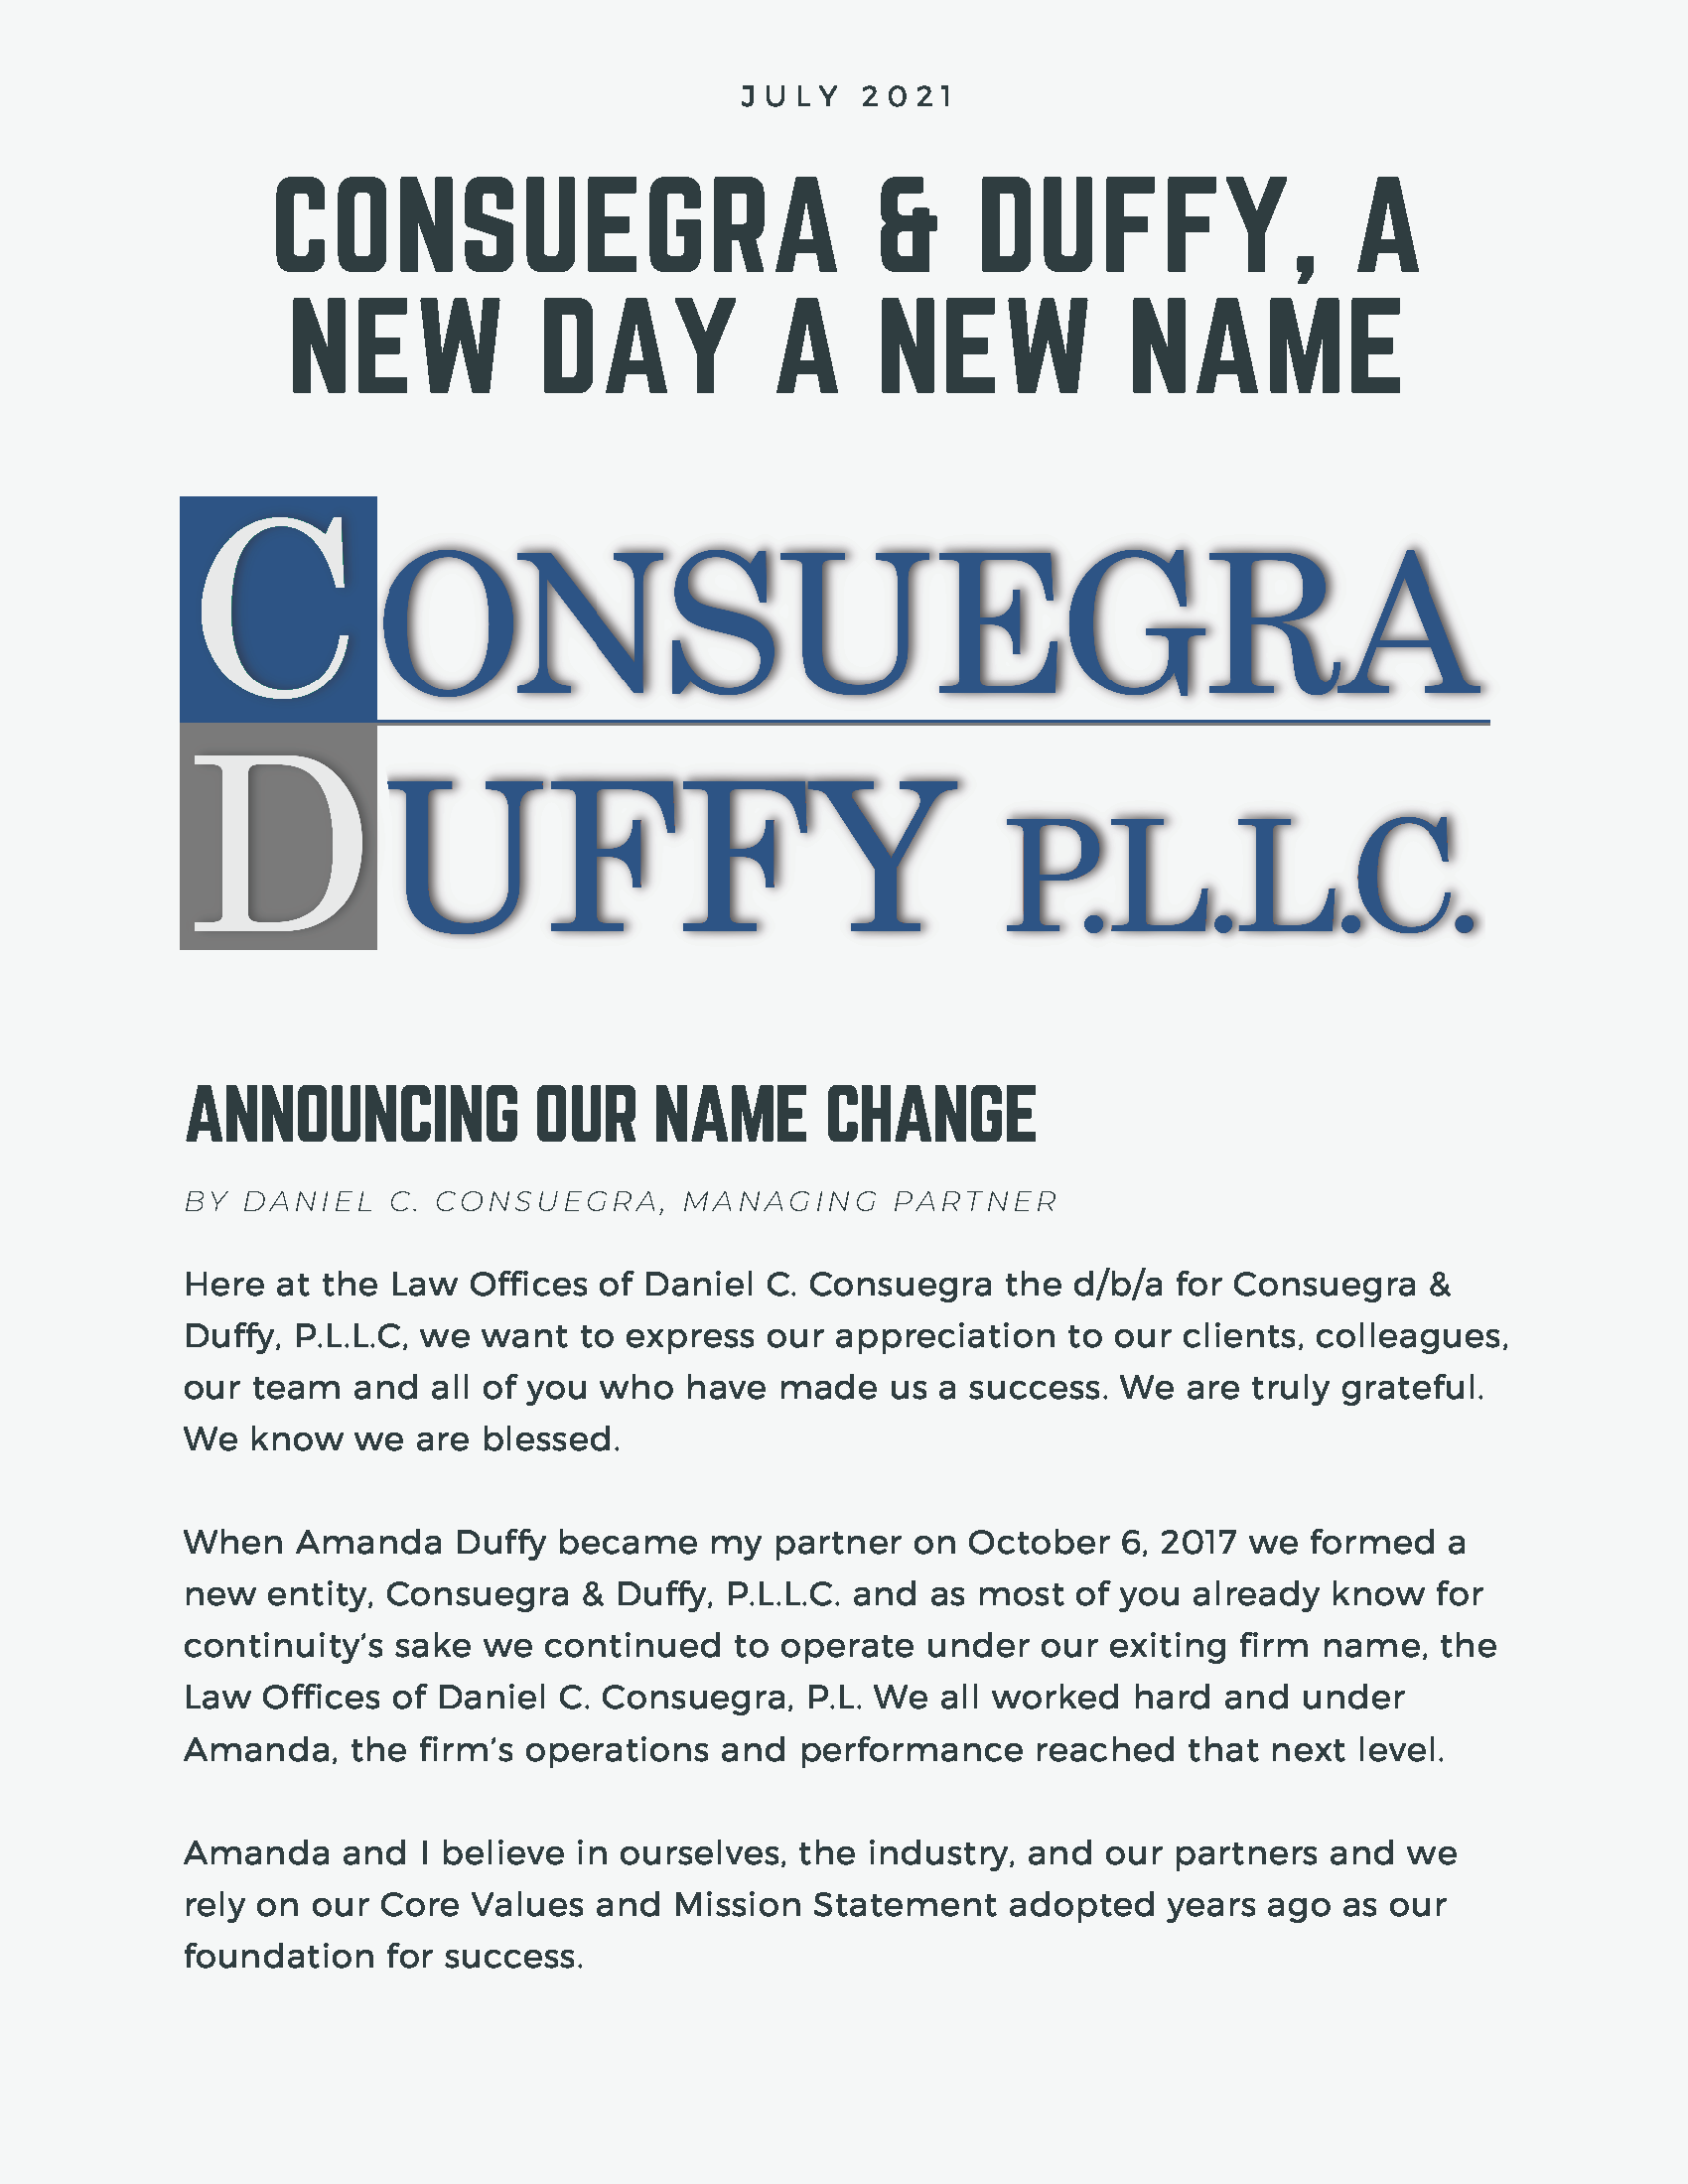 JULY 2021
CONSUEGRA & DUFFY, A
NEW DAY A NEW NAME
CONSUEGRA
DUFFY P.L.L.C.
ANNOUNCING OUR NAME CHANGE
BY DANIEL C. CONSUEGRA, MANAGING PARTNER
Here at the Law Offices of Daniel C. Consuegra the d/b/a for Consuegra &
Duffy, P.L.L.C, we want to express our appreciation to our clients, colleagues,
our team and all of you who have made us a success. We are truly grateful.
We know we are blessed.
When Amanda Duffy became my partner on October 6, 2017 we formed a
new entity, Consuegra & Duffy, P.L.L.C. and as most of you already know for
continuity’s sake we continued to operate under our exiting firm name, the
Law Offices of Daniel C. Consuegra, P.L. We all worked hard and under
Amanda, the firm’s operations and performance reached that next level.
Amanda and I believe in ourselves, the industry, and our partners and we
rely on our Core Values and Mission Statement adopted years ago as our
foundation for success.